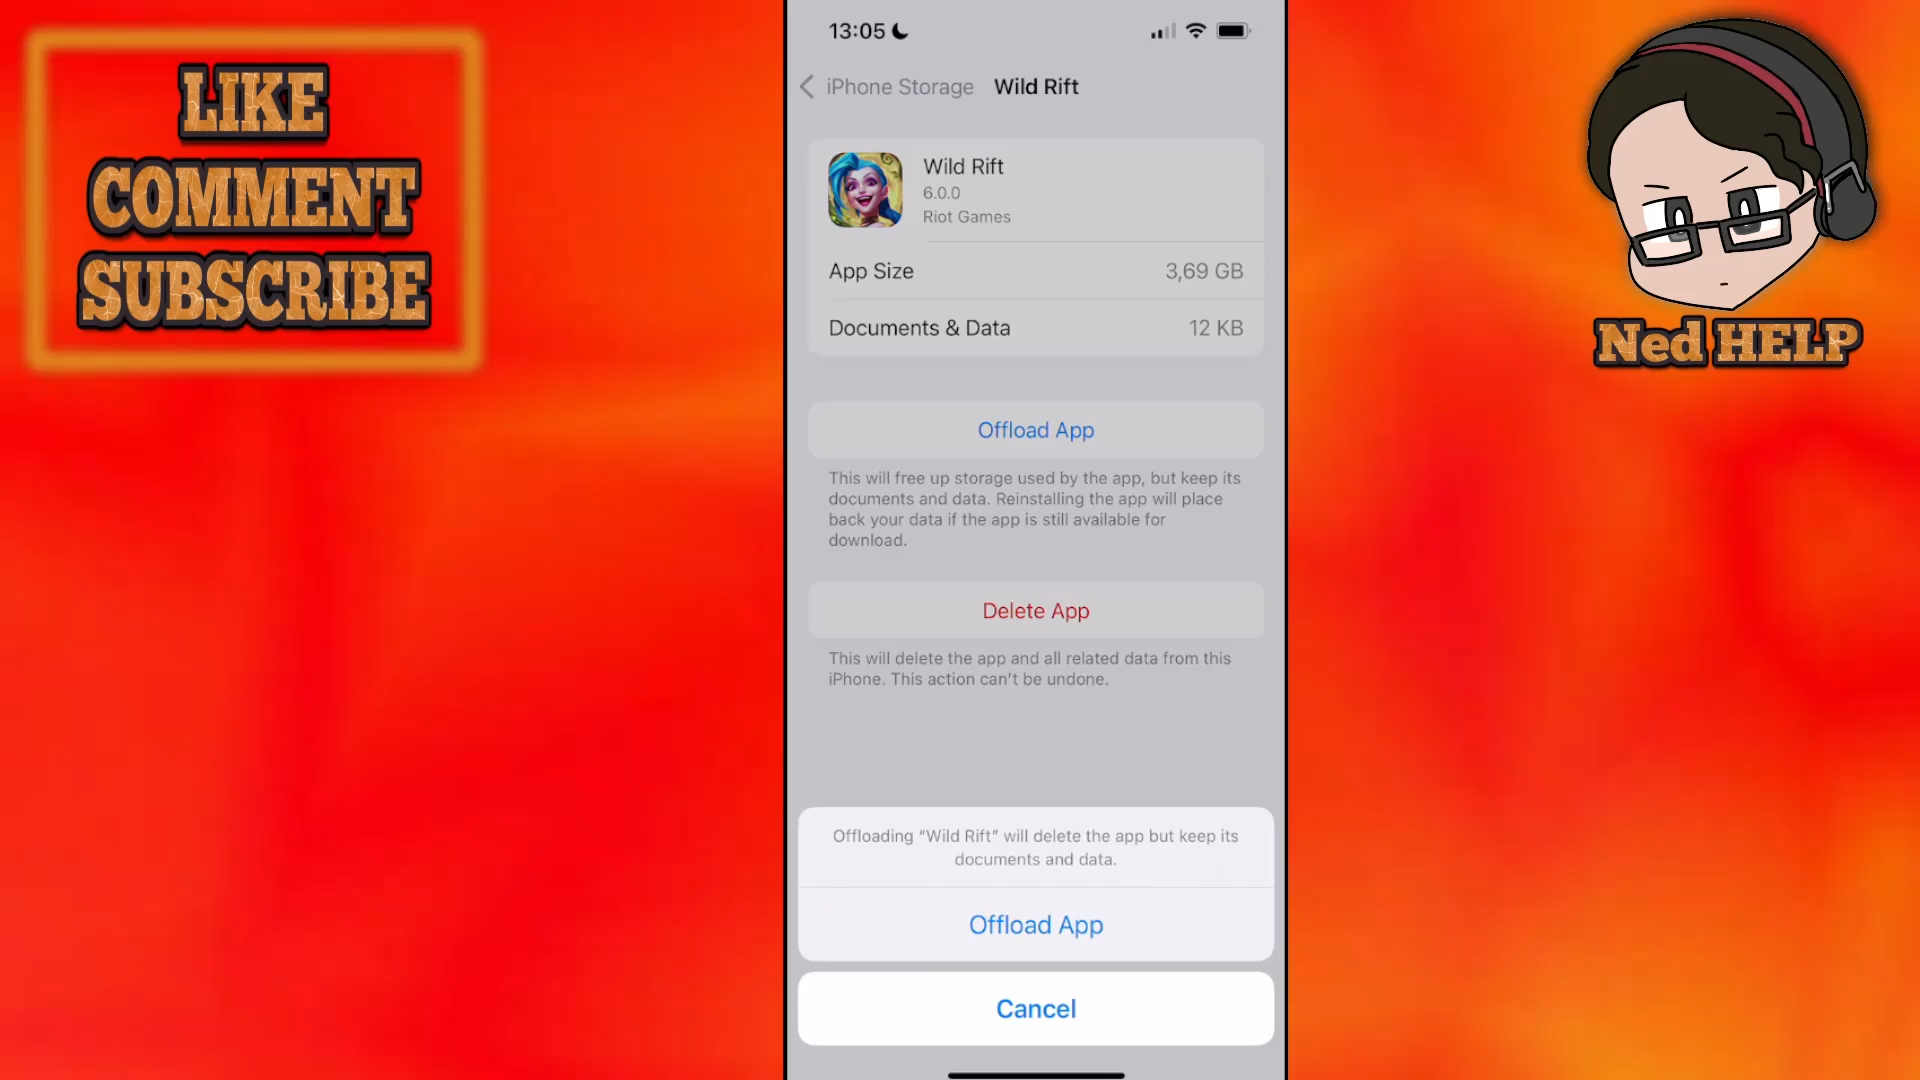 LIKE
COMMENT
SUBSCRIBE
13:05
iPhone Storage Wild Rift
Wild Rift
6.0.0
Riot Games
App Size 3,69 GB
Documents & Data 12 KB
Offload App
This will free up storage used by the app, but keep its
documents and data. Reinstalling the app will place
back your data if the app is still available for
download.
Delete App
This will delete the app and all related data from this
iPhone. This action can't be undone.
Offloading “Wild Rift” will delete the app but keep its
documents and data.
Offload App
Cancel
Ned HELP